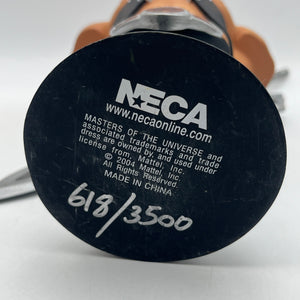 NECA
www.necaonline.com
MASTERS OF THE UNIVERSE and
associated trademarks and trade
dress are owned by and used under
license from, Mattel, Inc.
© 2004 Mattel, Inc.
All Rights Reserved.
MADE IN CHINA
618/3500